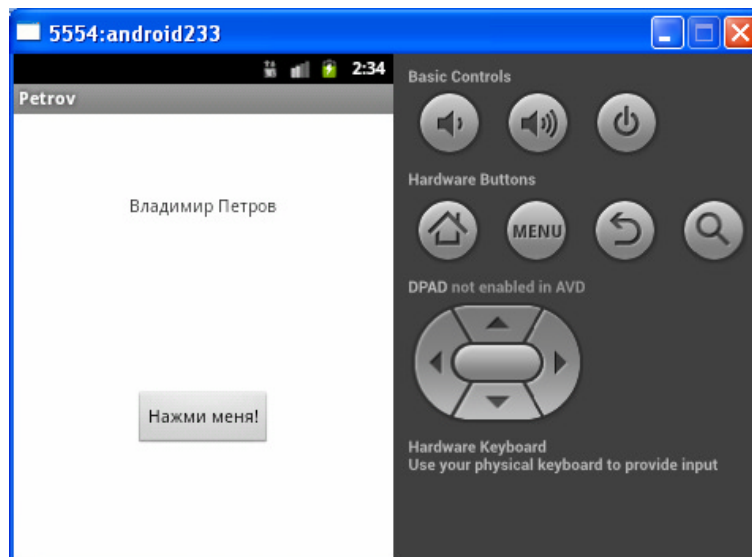 5554:android233
2:34
Petrov
Владимир Петров
Нажми меня!
Basic Controls
Hardware Buttons
MENU
DPAD not enabled in AVD
Hardware Keyboard
Use your physical keyboard to provide input